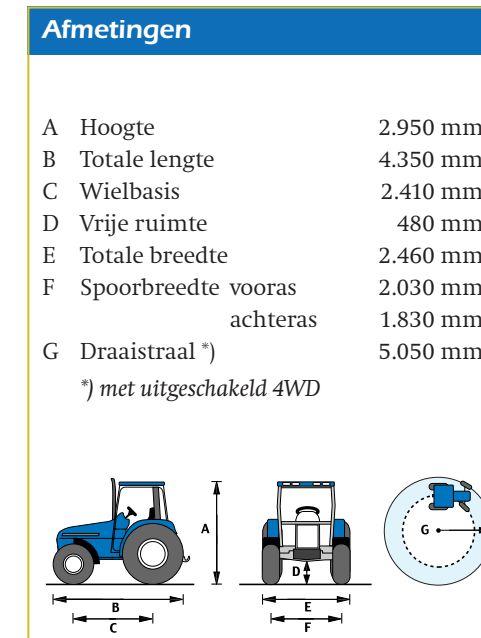 Afmetingen
A Hoogte 2.950 mm
B Totale lengte 4.350 mm
C Wielbasis 2.410 mm
D Vrije ruimte 480 mm
E Totale breedte 2.460 mm
F Spoorbreedte vooras 2.030 mm
achteras 1.830 mm
G Draaistraal *) 5.050 mm
*) met uitgeschakeld 4WD
A
G
D
B
E
C
F